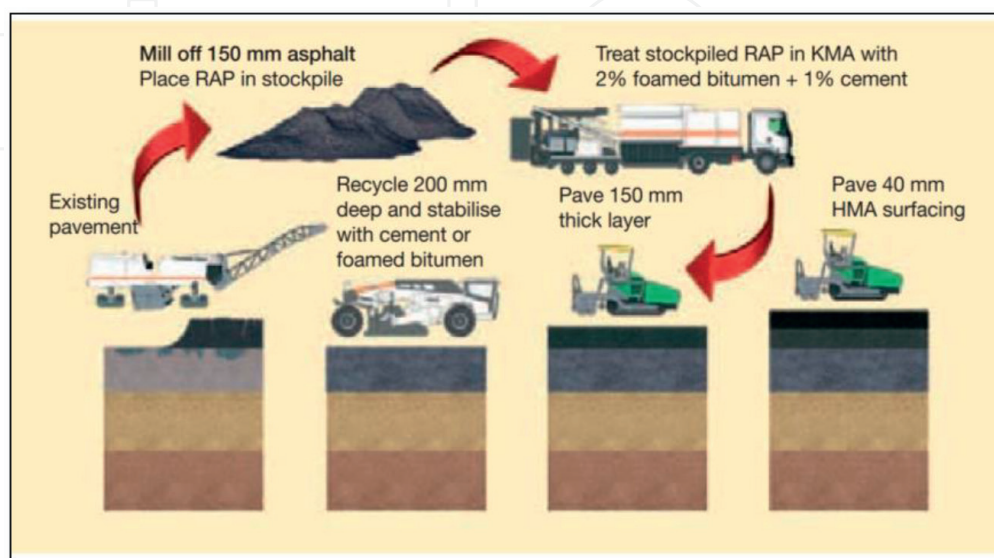 Mill off 150 mm asphalt
Place RAP in stockpile
Treat stockpiled RAP in KMA with
2% foamed bitumen + 1% cement
Existing
pavement
Recycle 200 mm
deep and stabilise
with cement or
foamed bitumen
Pave 150 mm
thick layer
Pave 40 mm
HMA surfacing